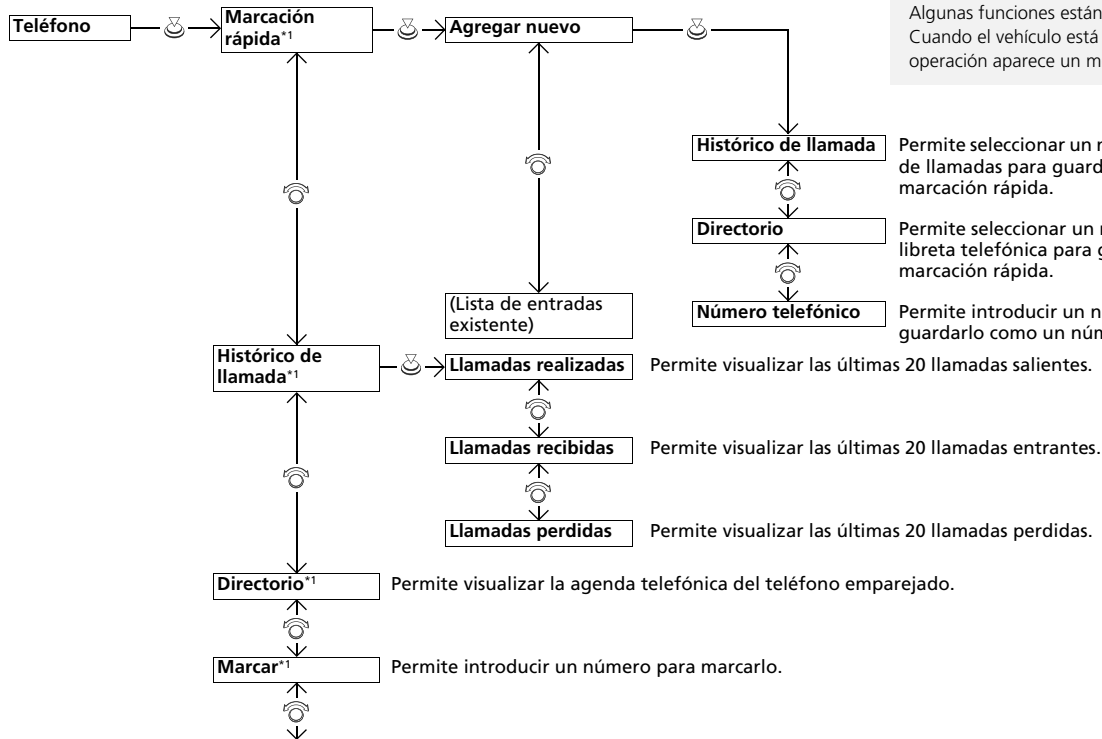 Algunas funciones están
Cuando el vehículo está
operación aparece un m
Teléfono
Marcación
rápida*1
Agregar nuevo
Histórico de llamada
Permite seleccionar un n
de llamadas para guard
marcación rápida.
Directorio
Permite seleccionar un n
libreta telefónica para g
marcación rápida.
(Lista de entradas
existente)
Número telefónico
Permite introducir un n
guardarlo como un núm
Histórico de
llamada*1
Llamadas realizadas
Permite visualizar las últimas 20 llamadas salientes.
Llamadas recibidas
Permite visualizar las últimas 20 llamadas entrantes.
Llamadas perdidas
Permite visualizar las últimas 20 llamadas perdidas.
Directorio*1
Permite visualizar la agenda telefónica del teléfono emparejado.
Marcar*1
Permite introducir un número para marcarlo.